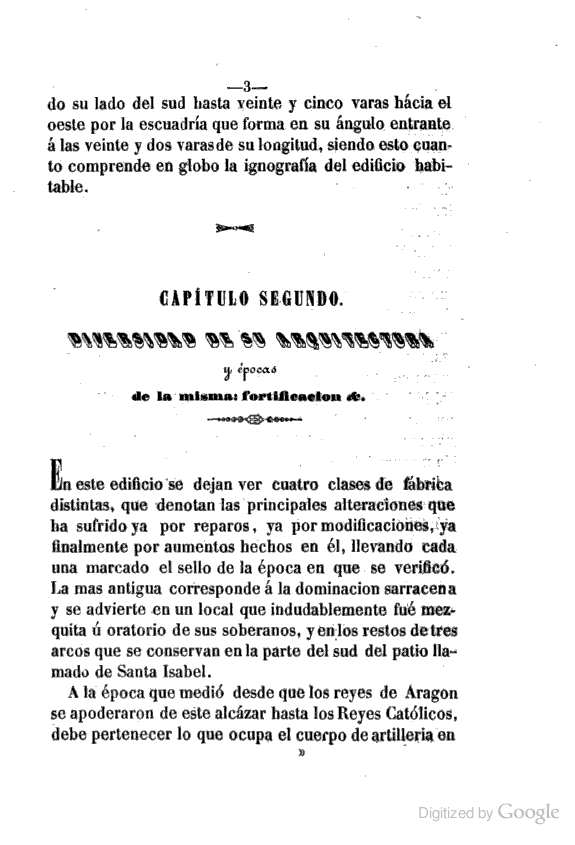 —3—
do su lado del sud hasta veinte y cinco varas hácia el
oeste por la escuadría que forma en su ángulo entrante
á las veinte y dos varas de su longitud, siendo esto cuan-
to comprende en globo la ignografía del edificio habi-
table.
CAPÍTULO SEGUNDO.
DIVERSIDAD DE SU ARQUITECTURA
y épocas
de la misma: fortificacion &.
En este edificio se dejan ver cuatro clases de fábrica
distintas, que denotan las principales alteraciones que
ha sufrido ya por reparos, ya por modificaciones, ya
finalmente por aumentos hechos en él, llevando cada
una marcado el sello de la época en que se verificó.
La mas antigua corresponde á la dominacion sarracena
y se advierte en un local que indudablemente fué mez-
quita ú oratorio de sus soberanos, y en los restos de tres
arcos que se conservan en la parte del sud del patio lla-
mado de Santa Isabel.
A la época que medió desde que los reyes de Aragon
se apoderaron de este alcázar hasta los Reyes Católicos,
debe pertenecer lo que ocupa el cuerpo de artilleria en
»
Digitized by Google